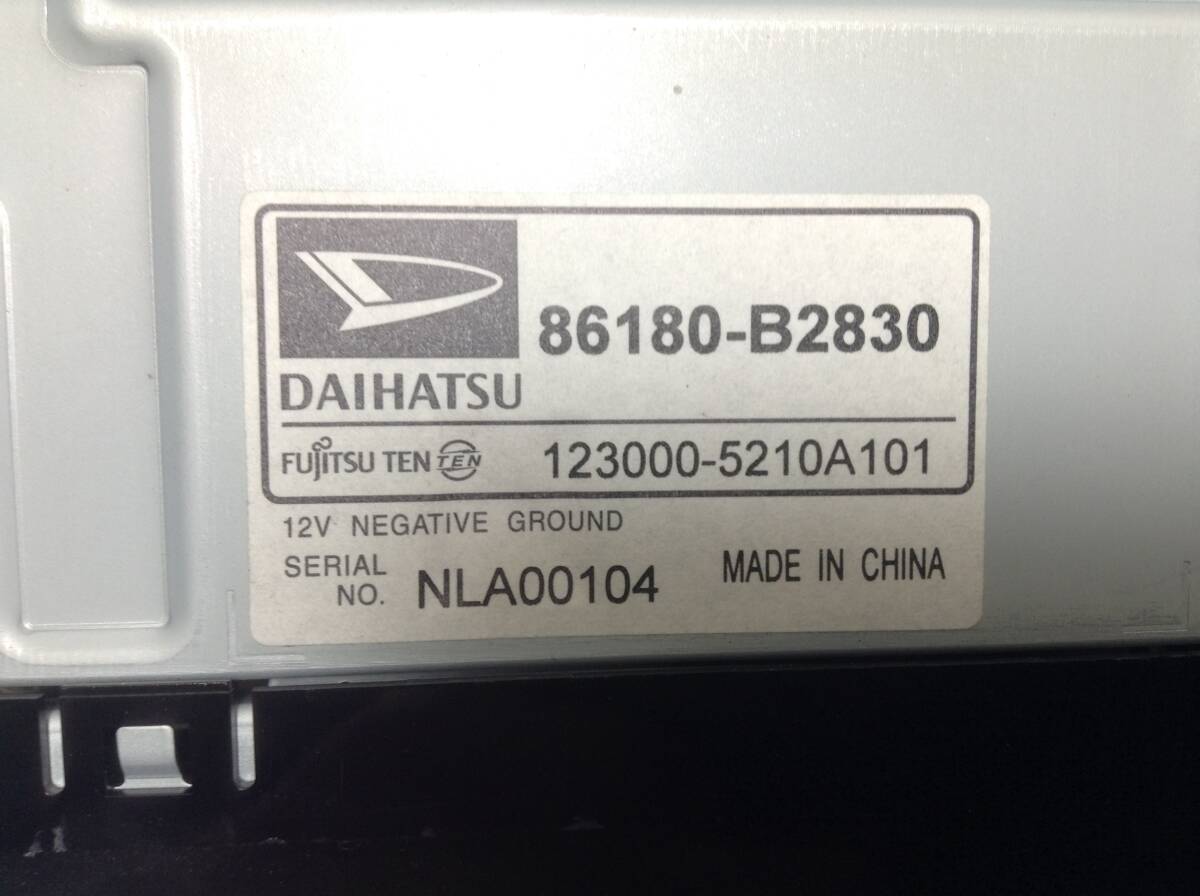 86180-B2830
DAIHATSU
FUJITSU TEN TEN 123000-5210A101
12V NEGATIVE GROUND
SERIAL NO. NLA00104
MADE IN CHINA